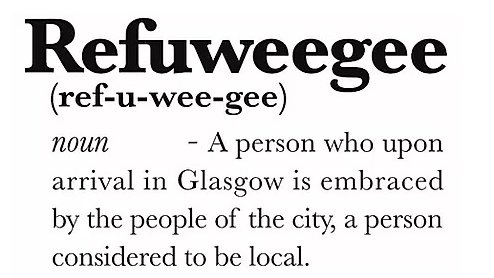 Refuweegee
(ref-u-wee-gee)
noun - A person who upon
arrival in Glasgow is embraced
by the people of the city, a person
considered to be local.